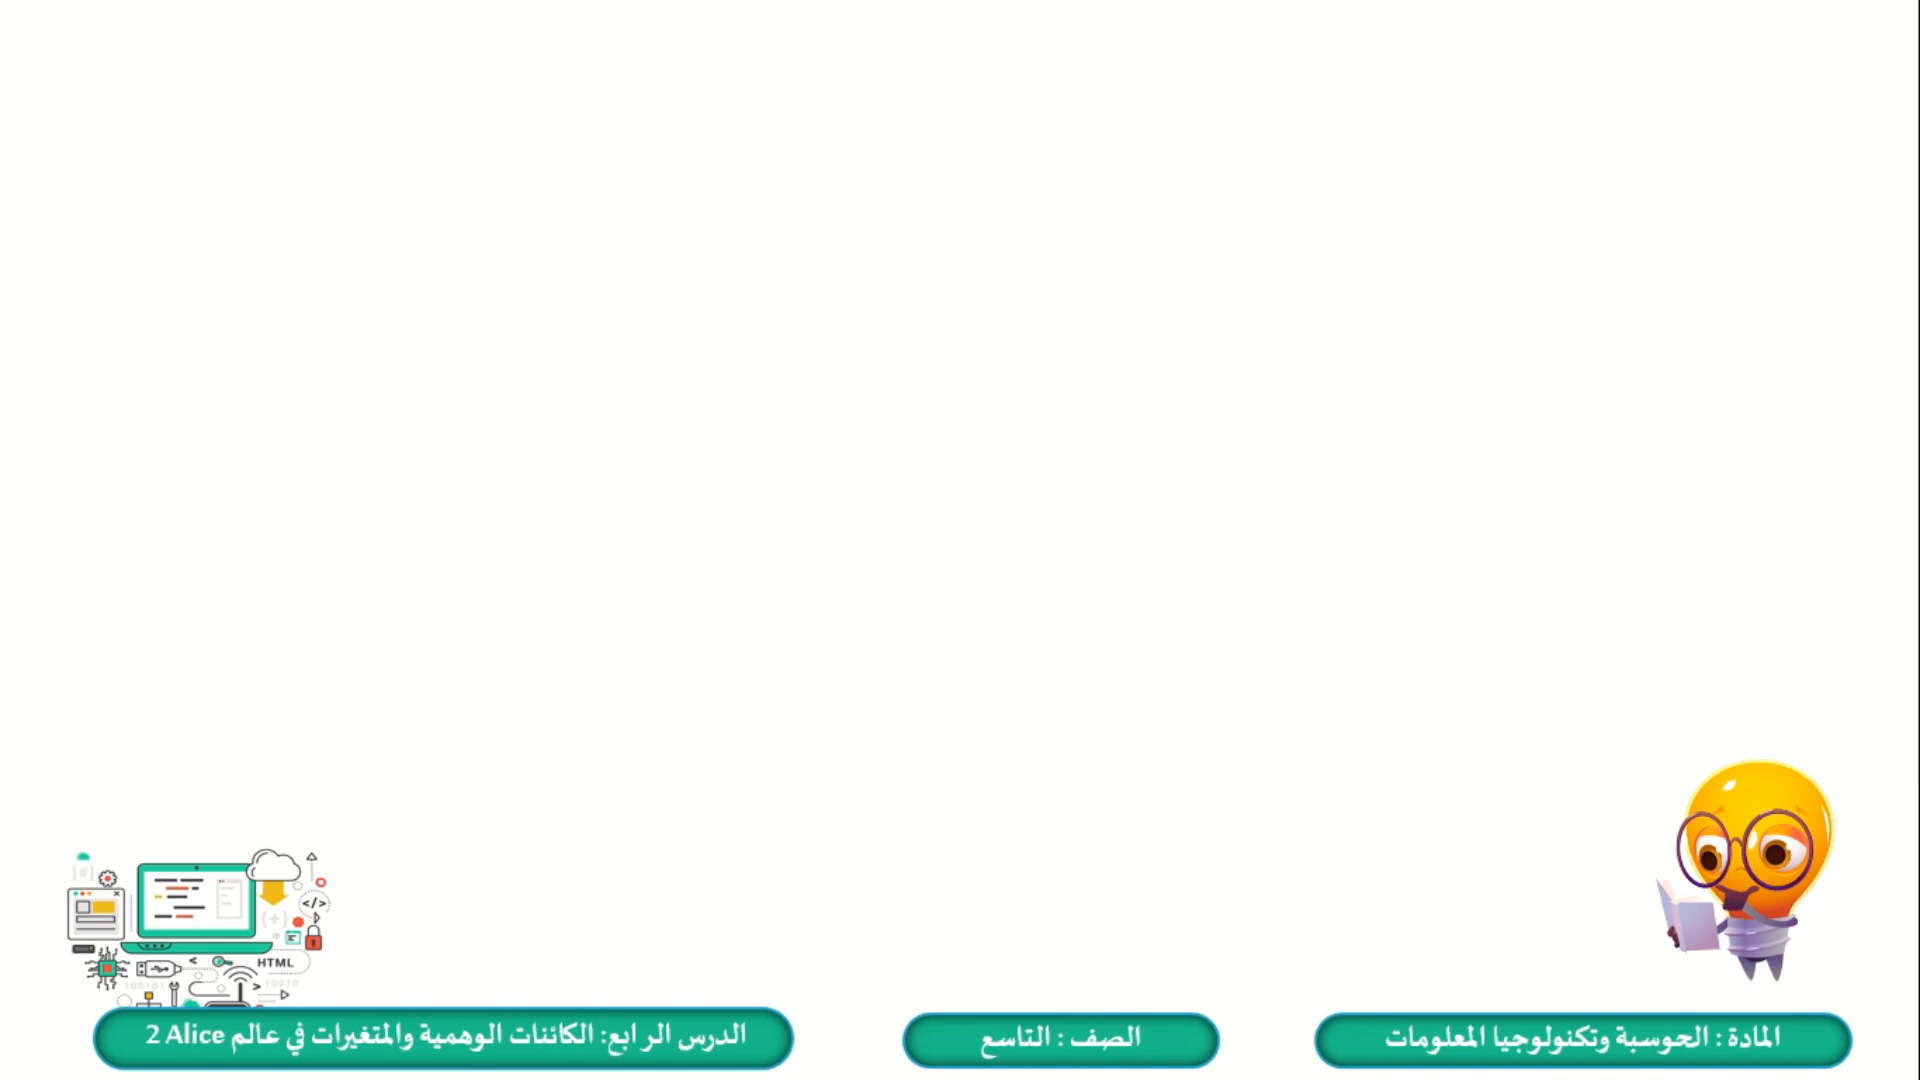 HTML
المادة : الحوسبة وتكنولوجيا المعلومات
الصف : التاسع
الدرس الرابع: الكائنات الوهمية والمتغيرات في عالم Alice 2